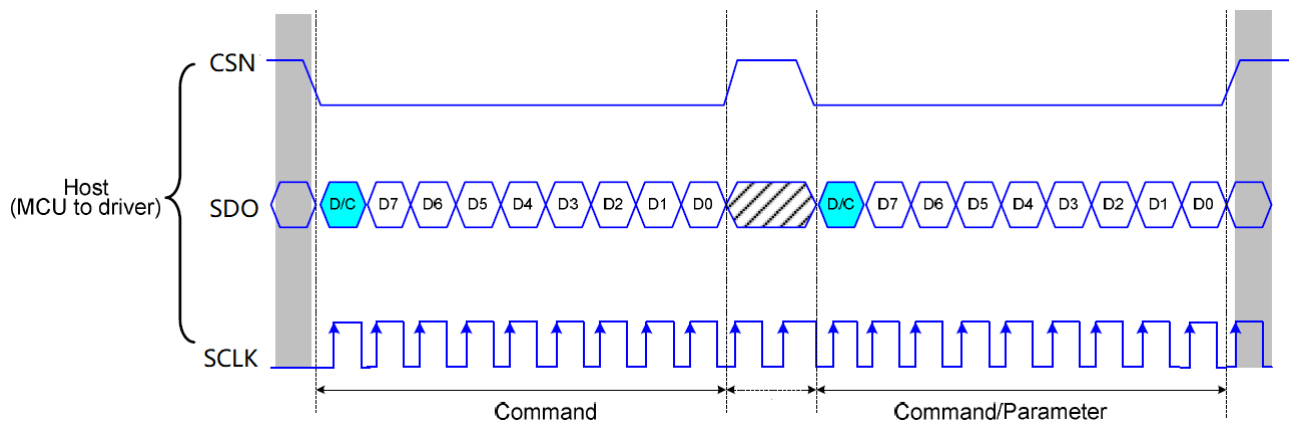 CSN
Host
(MCU to driver)
SDO
D/C D7 D6 D5 D4 D3 D2 D1 D0 D/C D7 D6 D5 D4 D3 D2 D1 D0
SCLK
Command Command/Parameter